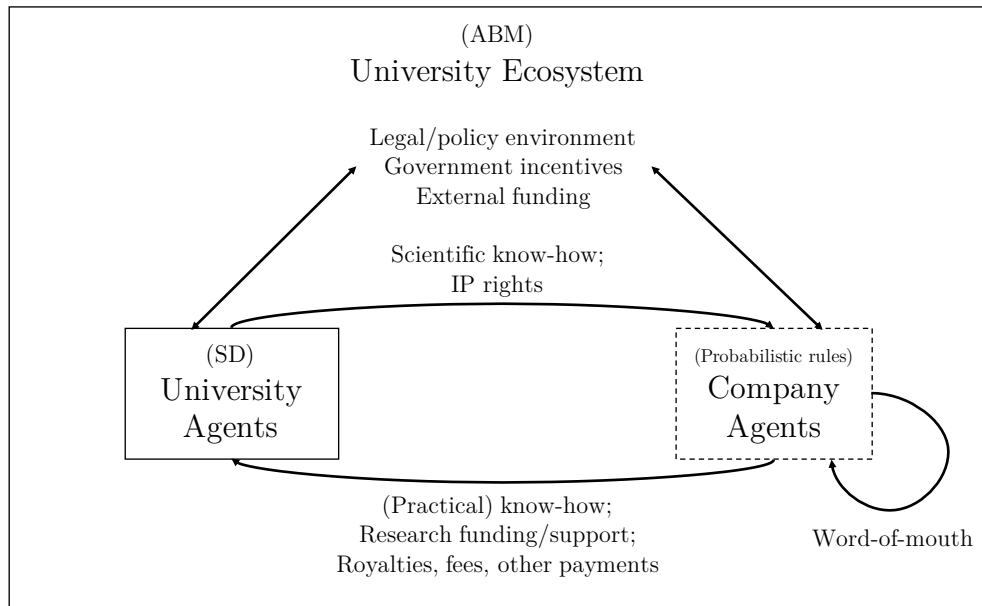 (ABM)
University Ecosystem
Legal/policy environment
Government incentives
External funding
Scientific know-how;
IP rights
(SD)
University
Agents
(Probabilistic rules)
Company
Agents
(Practical) know-how;
Research funding/support;
Royalties, fees, other payments
Word-of-mouth